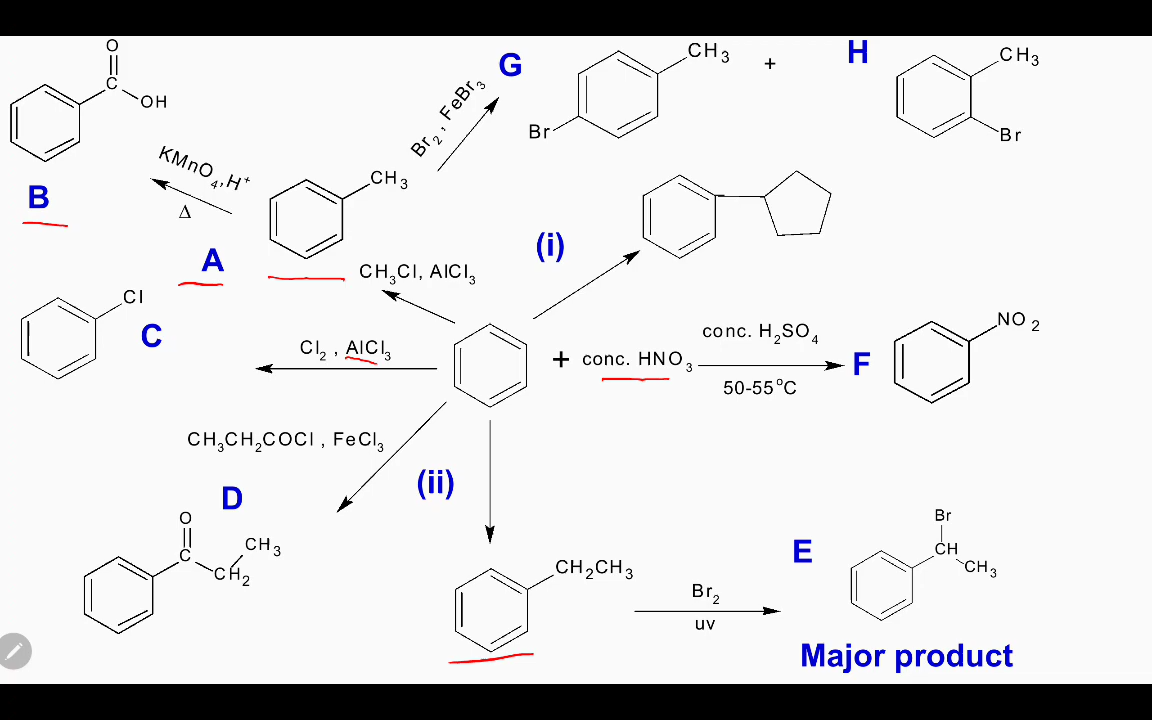 O
C
OH
B
KMnO4, H+
Δ
A
CH3
Br2 , FeBr3
G
CH3
Br
+
H
CH3
Br
(i)
CH3Cl, AlCl3
Cl
C
Cl2 , AlCl3
+ conc. HNO3
conc. H2SO4
50-55°C
F
NO2
CH3CH2COCl , FeCl3
(ii)
D
O
C
CH3
CH2
CH2CH3
Br2
uv
E
Br
CH
CH3
Major product